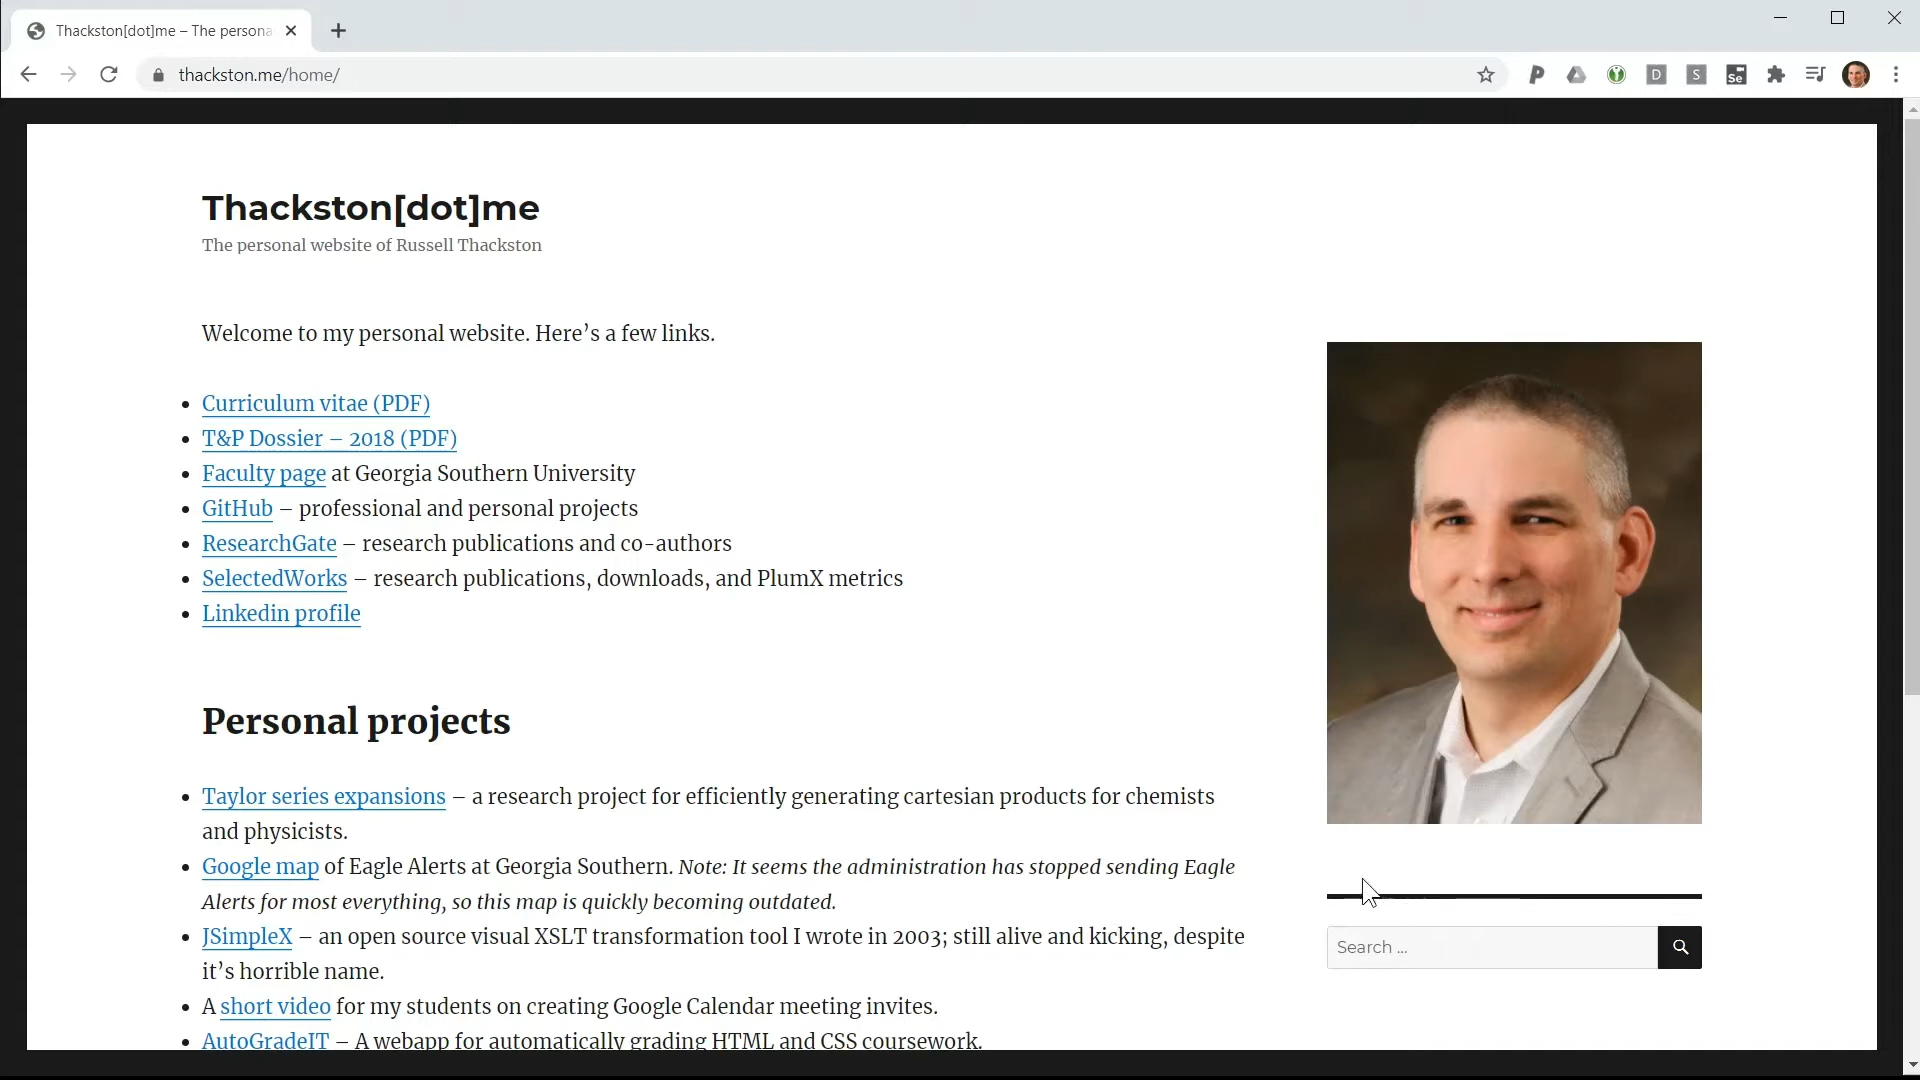 Thackston[dot]me – The persona
thackston.me/home/
Thackston[dot]me
The personal website of Russell Thackston
Welcome to my personal website. Here’s a few links.
Curriculum vitae (PDF)
T&P Dossier – 2018 (PDF)
Faculty page at Georgia Southern University
GitHub – professional and personal projects
ResearchGate – research publications and co-authors
SelectedWorks – research publications, downloads, and PlumX metrics
Linkedin profile
Personal projects
Taylor series expansions – a research project for efficiently generating cartesian products for chemists
and physicists.
Google map of Eagle Alerts at Georgia Southern. Note: It seems the administration has stopped sending Eagle
Alerts for most everything, so this map is quickly becoming outdated.
JSimpleX – an open source visual XSLT transformation tool I wrote in 2003; still alive and kicking, despite
it’s horrible name.
A short video for my students on creating Google Calendar meeting invites.
AutoGradeIT – A webapp for automatically grading HTML and CSS coursework.
Search ...
P
D
S
Se